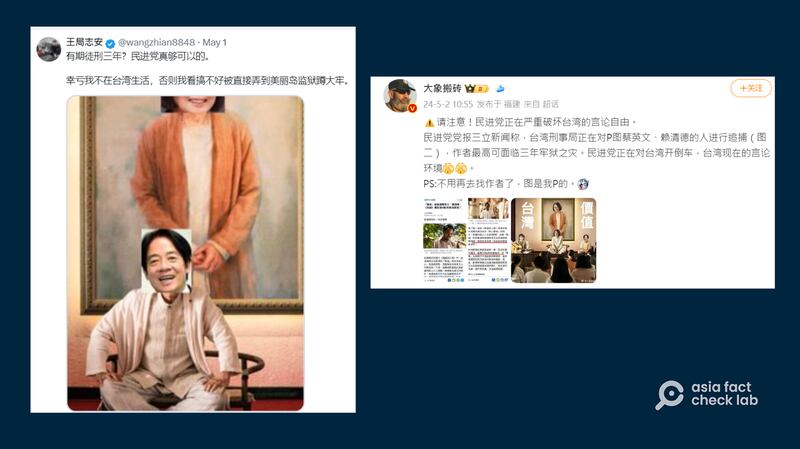 王局志安 @wangzhian8848 · May 1
有期徒刑三年？民进党真够可以的。
幸亏我不在台湾生活，否则我看搞不好被直接弄到美丽岛监狱蹲大牢。
大象搬砖
+关注
24-5-2 10:55 发布于 福建 来自 超话
请注意！民进党正在严重破坏台湾的言论自由。
民进党党报三立新闻称，台湾刑事局正在对P图蔡英文、赖清德的人进行追捕（图
二），作者最高可面临三年牢狱之灾。民进党正在对台湾开倒车，台湾现在的言论
环境。
PS:不用再去找作者了，图是我P的。
台灣 價值
asia fact
check lab